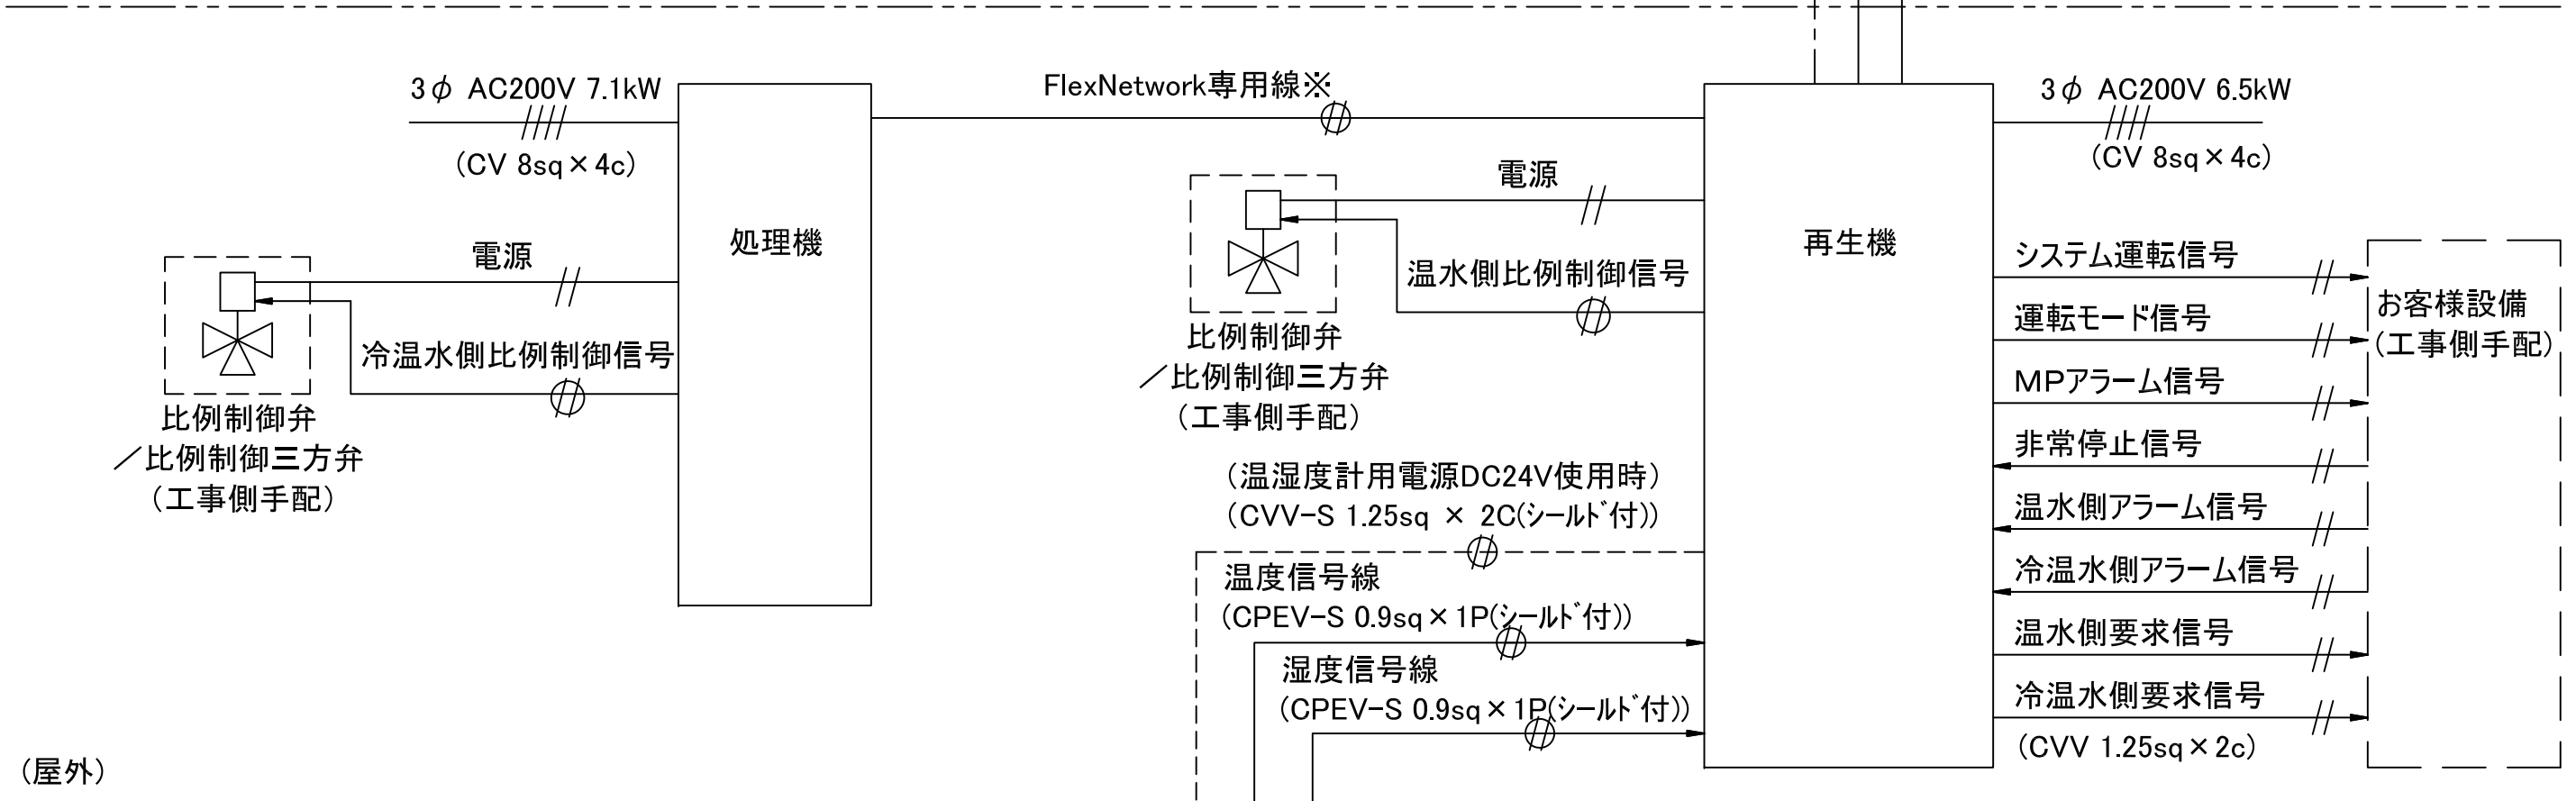 3φ AC200V 7.1kW
(CV 8sq×4c)
処理機
電源
冷温水側比例制御信号
比例制御弁
／比例制御三方弁
(工事側手配)
FlexNetwork専用線※
電源
温水側比例制御信号
比例制御弁
／比例制御三方弁
(工事側手配)
(温湿度計用電源DC24V使用時)
(CVV-S 1.25sq × 2C(ｼｰﾙﾄﾞ付))
温度信号線
(CPEV-S 0.9sq×1P(ｼｰﾙﾄﾞ付))
湿度信号線
(CPEV-S 0.9sq×1P(ｼｰﾙﾄﾞ付))
再生機
3φ AC200V 6.5kW
(CV 8sq×4c)
システム運転信号
運転モード信号
MPアラーム信号
非常停止信号
温水側アラーム信号
冷温水側アラーム信号
温水側要求信号
冷温水側要求信号
(CVV 1.25sq×2c)
お客様設備
(工事側手配)
(屋外)